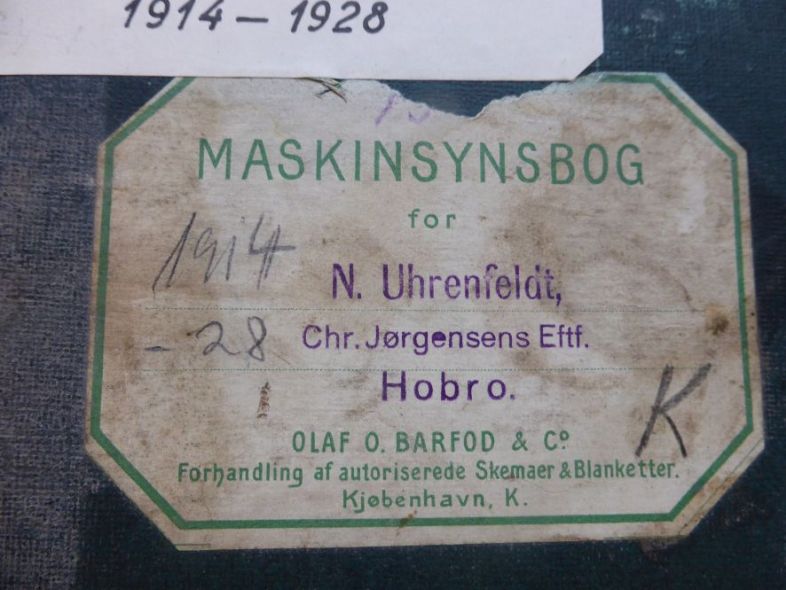 1914 – 1928
MASKINSYNSBOG
for
1914
N. Uhrenfeldt,
- 28
Chr. Jørgensens Eftf.
Hobro.
K
OLAF O. BARFOD & Cº
Forhandling af autoriserede Skemaer & Blanketter.
Kjøbenhavn, K.